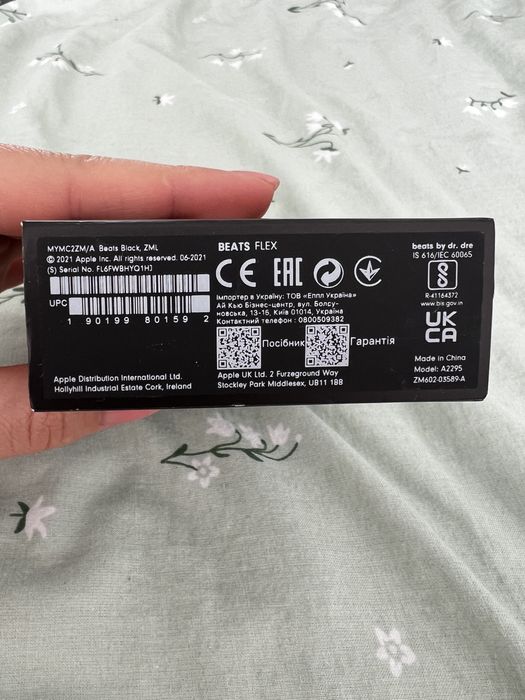 MYMC2ZM/A Beats Black, ZML
© 2021 Apple Inc. All rights reserved. 06-2021
(S) Serial No. FL6FWBHYQ1HJ
UPC
1 90199 80159 2
Apple Distribution International Ltd.
Hollyhill Industrial Estate Cork, Ireland
BEATS FLEX
CE EAC
Імпортер в Україну: ТОВ «Еппл Україна»
Ай Кью Бізнес-центр, вул. Болсу-
новська, 13-15, Київ 01014, Україна
Контактний телефон : 0800509382
Посібник
Гарантія
Apple UK Ltd. 2 Furzeground Way
Stockley Park Middlesex, UB11 1BB
beats by dr. dre
IS 616/IEC 60065
R-41164372
www.bis.gov.in
UK
CA
Made in China
Model: A2295
ZM602-03589-A